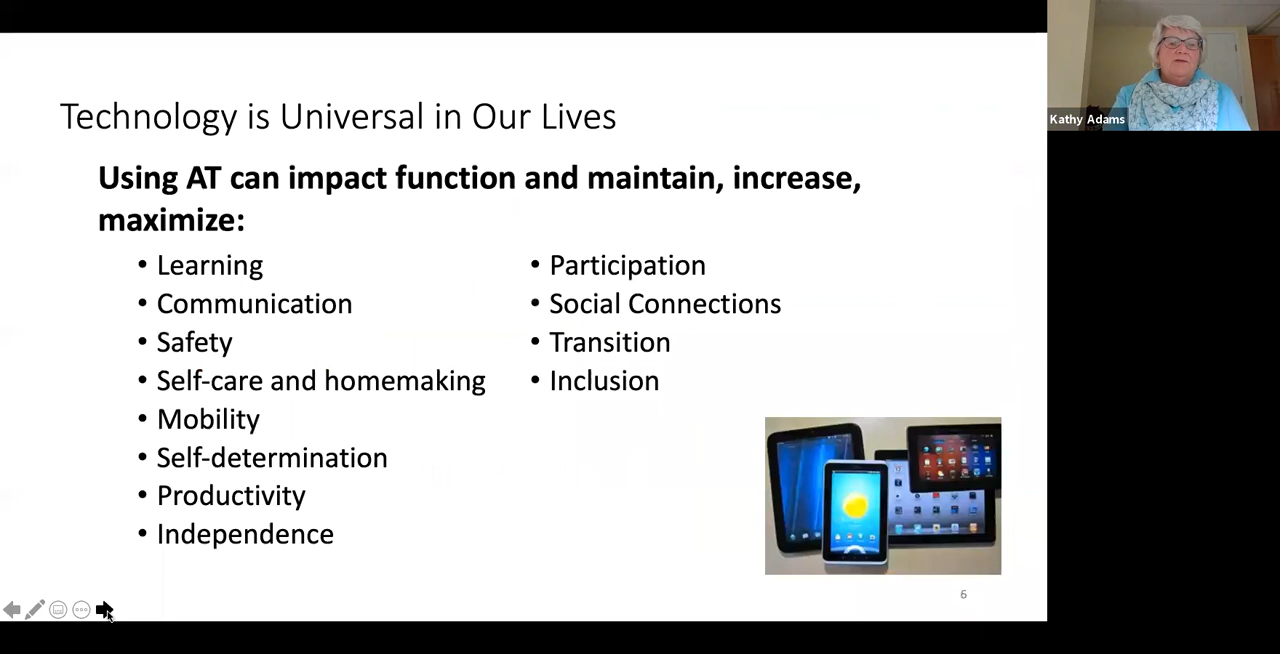 Technology is Universal in Our Lives
Using AT can impact function and maintain, increase,
maximize:
• Learning
• Communication
• Safety
• Self-care and homemaking
• Mobility
• Self-determination
• Productivity
• Independence
• Participation
• Social Connections
• Transition
• Inclusion
6
Kathy Adams